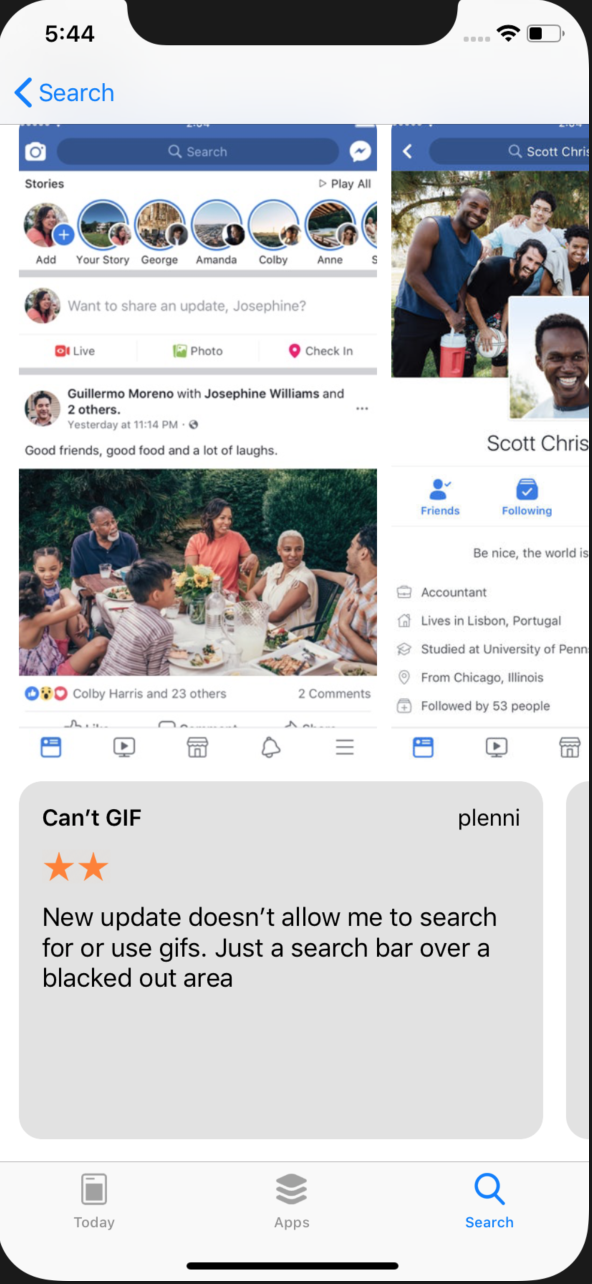 5:44
Search
Search
Stories
Play All
Add
Your Story
George
Amanda
Colby
Anne
S
Want to share an update, Josephine?
Live
Photo
Check In
Guillermo Moreno with Josephine Williams and
2 others.
Yesterday at 11:14 PM ·
Good friends, good food and a lot of laughs.
Colby Harris and 23 others
2 Comments
Like
Comment
Share
Scott Chris
Scott Chris
Friends
Following
Be nice, the world is
Accountant
Lives in Lisbon, Portugal
Studied at University of Penn
From Chicago, Illinois
Followed by 53 people
Can't GIF
plenni
New update doesn't allow me to search
for or use gifs. Just a search bar over a
blacked out area
Today
Apps
Search